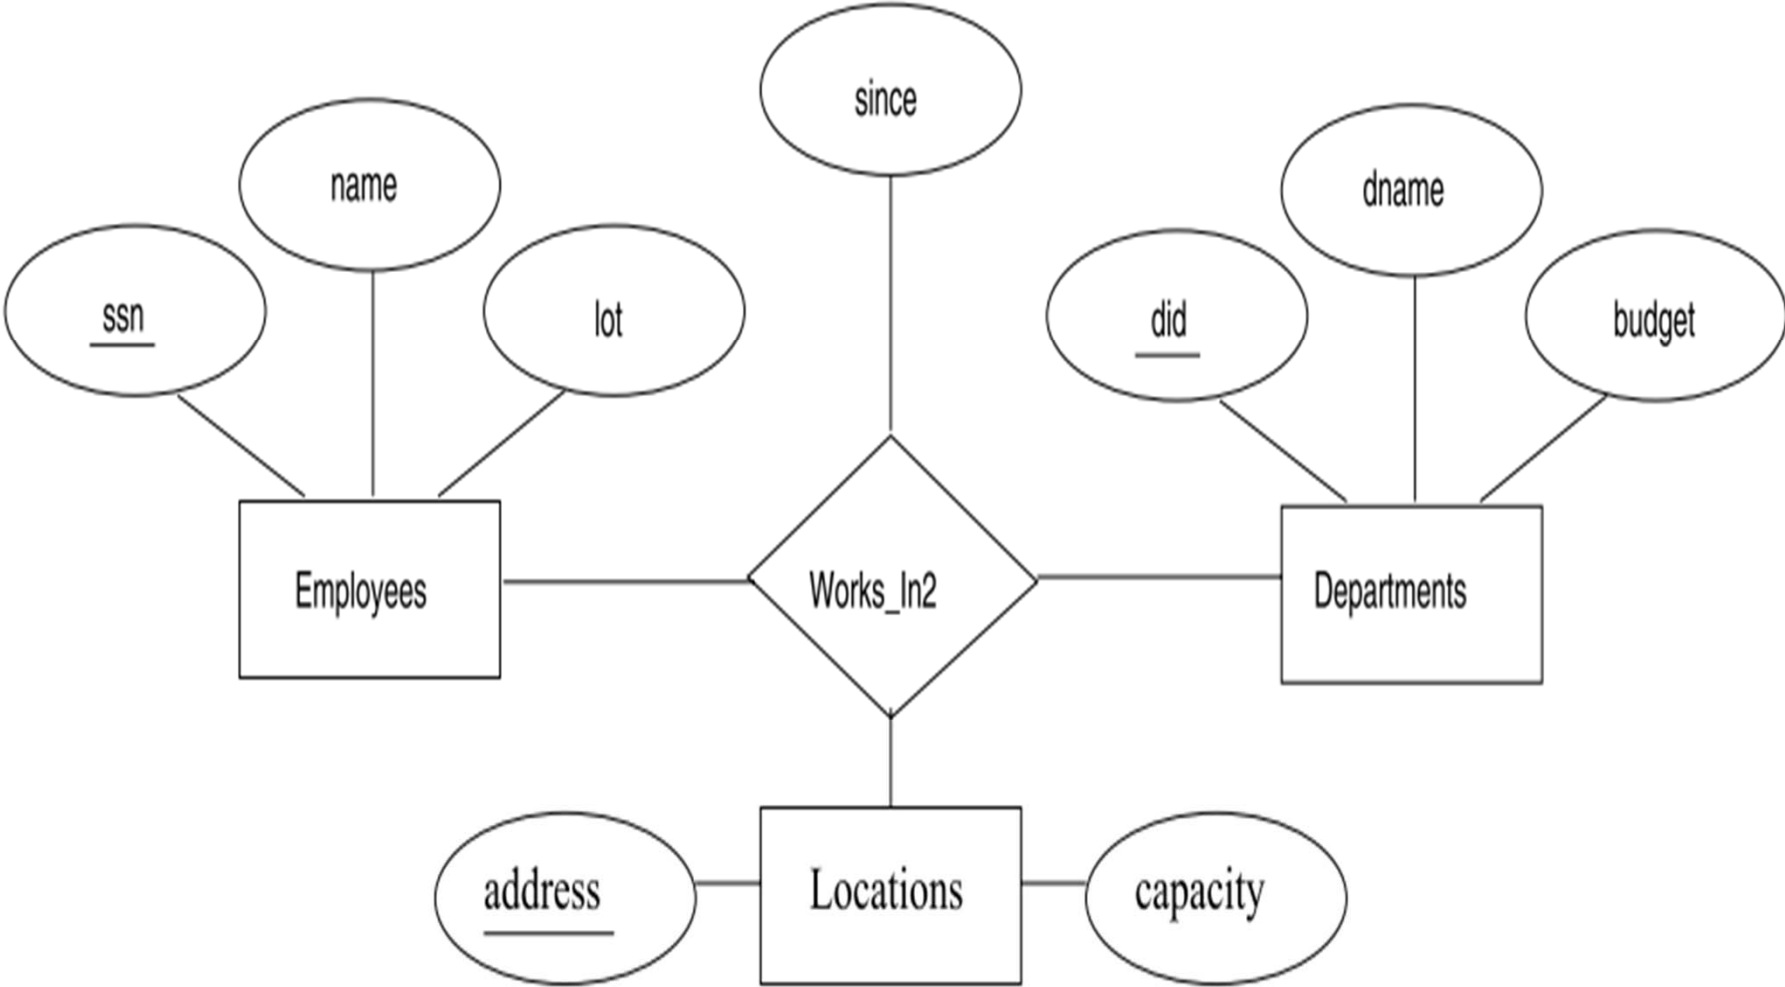 since
name
dname
ssn
lot
did
budget
Employees
Works_In2
Departments
address
Locations
capacity